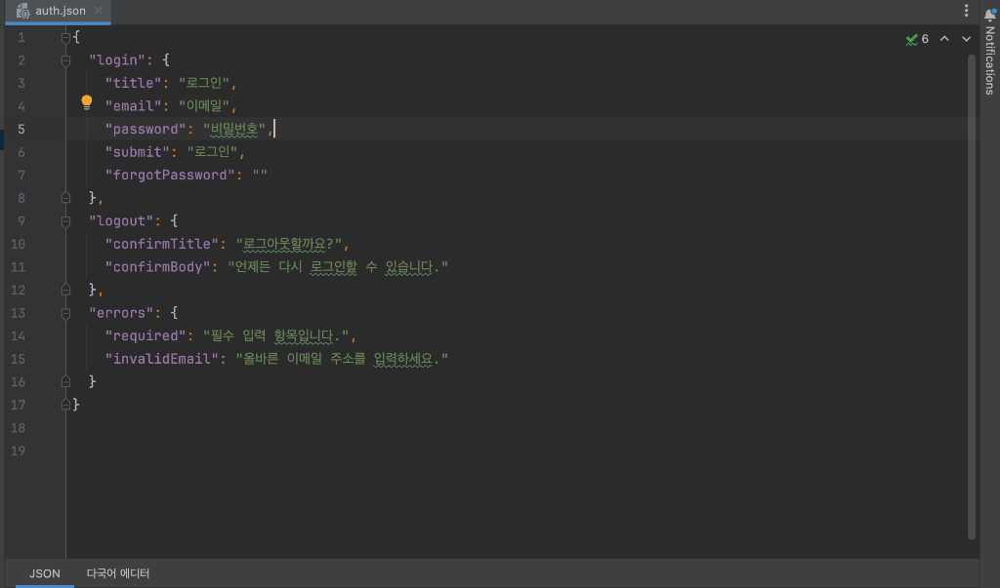 auth.json
6
Notifications
1 {
2 "login": {
3 "title": "로그인",
4 "email": "이메일",
5 "password": "비밀번호",
6 "submit": "로그인",
7 "forgotPassword": ""
8 },
9 "logout": {
10 "confirmTitle": "로그아웃할까요?",
11 "confirmBody": "언제든 다시 로그인할 수 있습니다."
12 },
13 "errors": {
14 "required": "필수 입력 항목입니다.",
15 "invalidEmail": "올바른 이메일 주소를 입력하세요."
16 }
17 }
18
19
JSON 다국어 에디터